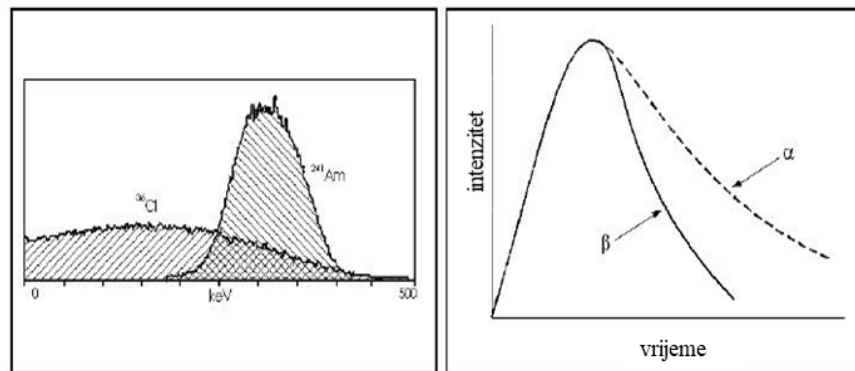 ³⁶Cl
²⁴¹Am
0
keV
500
intenzitet
α
β
vrijeme